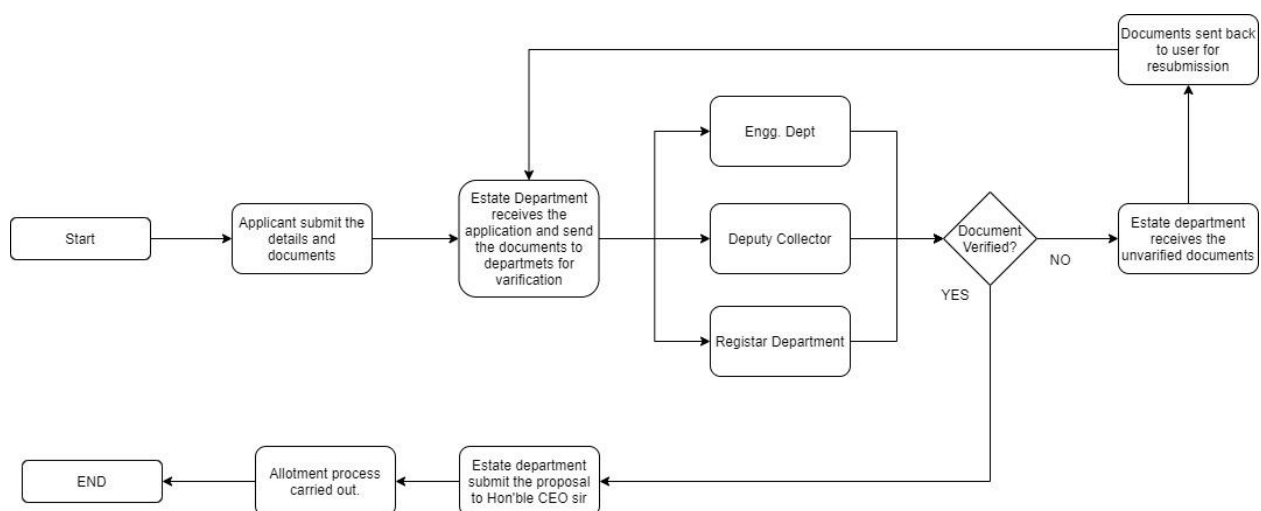 Documents sent back
to user for
resubmission
Engg. Dept
Estate Department
receives the
application and send
the documents to
departmets for
varification
Start
Applicant submit the
details and
documents
Deputy Collector
Document
Verified?
NO
YES
Estate department
receives the
unvarified documents
Registar Department
END
Allotment process
carried out.
Estate department
submit the proposal
to Hon'ble CEO sir